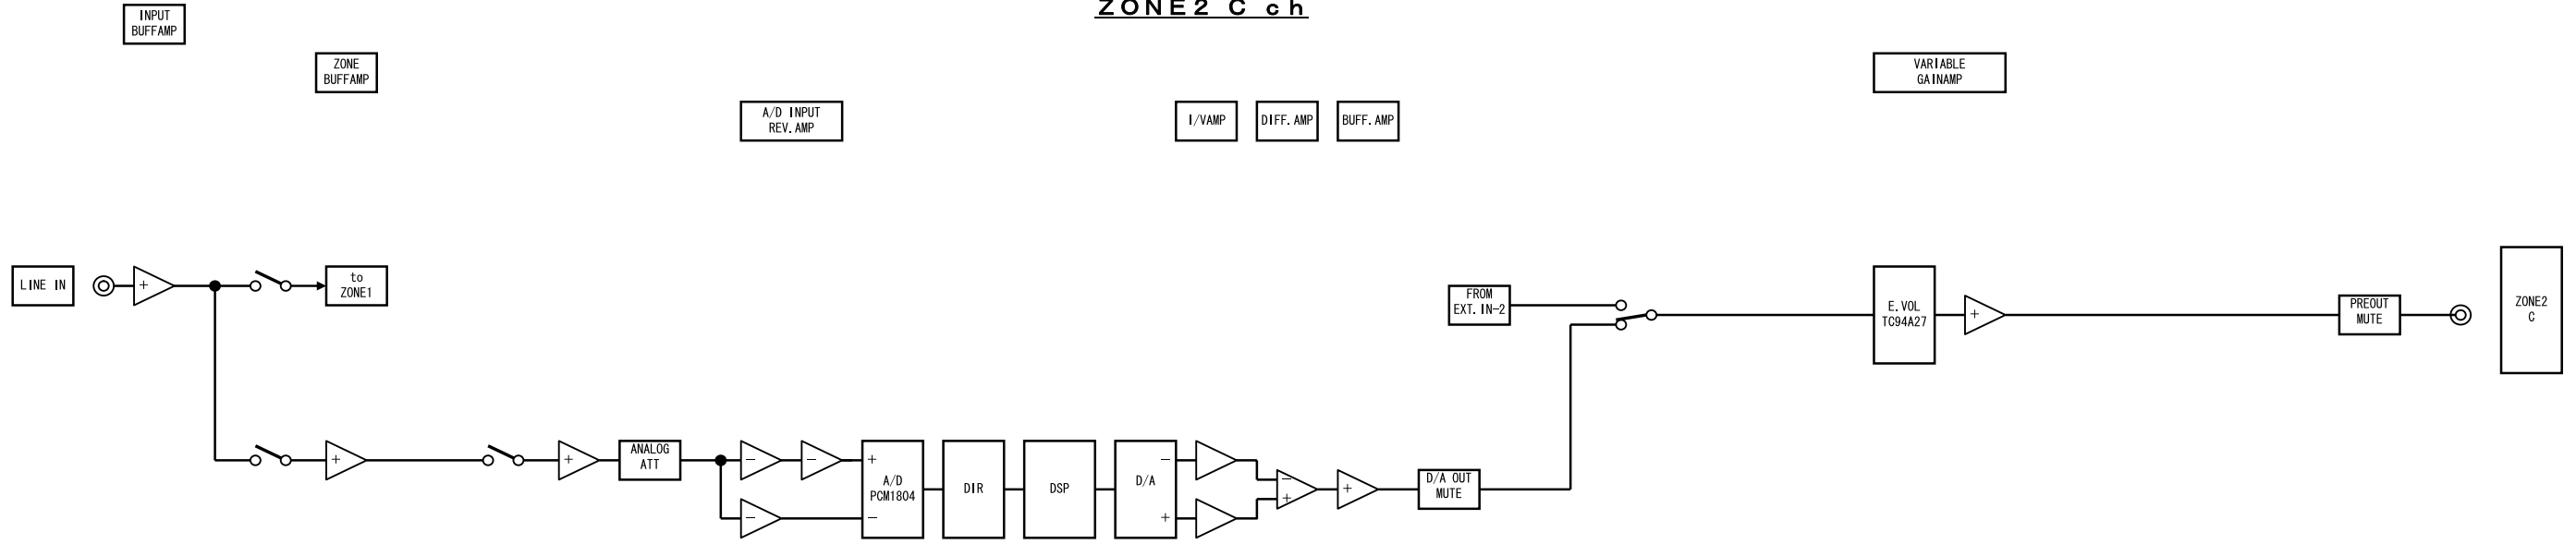 ZONE2 C ch
INPUT
BUFFAMP
ZONE
BUFFAMP
VARIABLE
GAINAMP
A/D INPUT
REV.AMP
I/VAMP
DIFF.AMP
BUFF.AMP
LINE IN
+
to
ZONE1
FROM
EXT.IN-2
E.VOL
TC94A27
+
PREOUT
MUTE
ZONE2
C
+
+
ANALOG
ATT
−
−
−
+
A/D
PCM1804
−
DIR
DSP
−
D/A
+
−
+
+
D/A OUT
MUTE